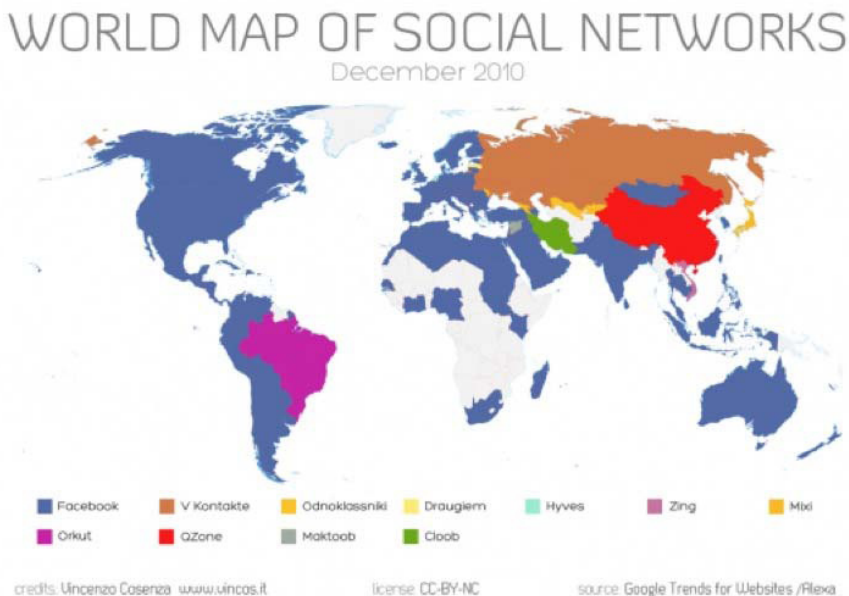 WORLD MAP OF SOCIAL NETWORKS
December 2010
Facebook V Kontakte Odnoklassniki Draugiem Hyves Zing Mixi
Orkut QZone Maktoob Cloob
credits: Vincenzo Cosenza www.vincos.it license: CC-BY-NC source: Google Trends for Websites /Alexa